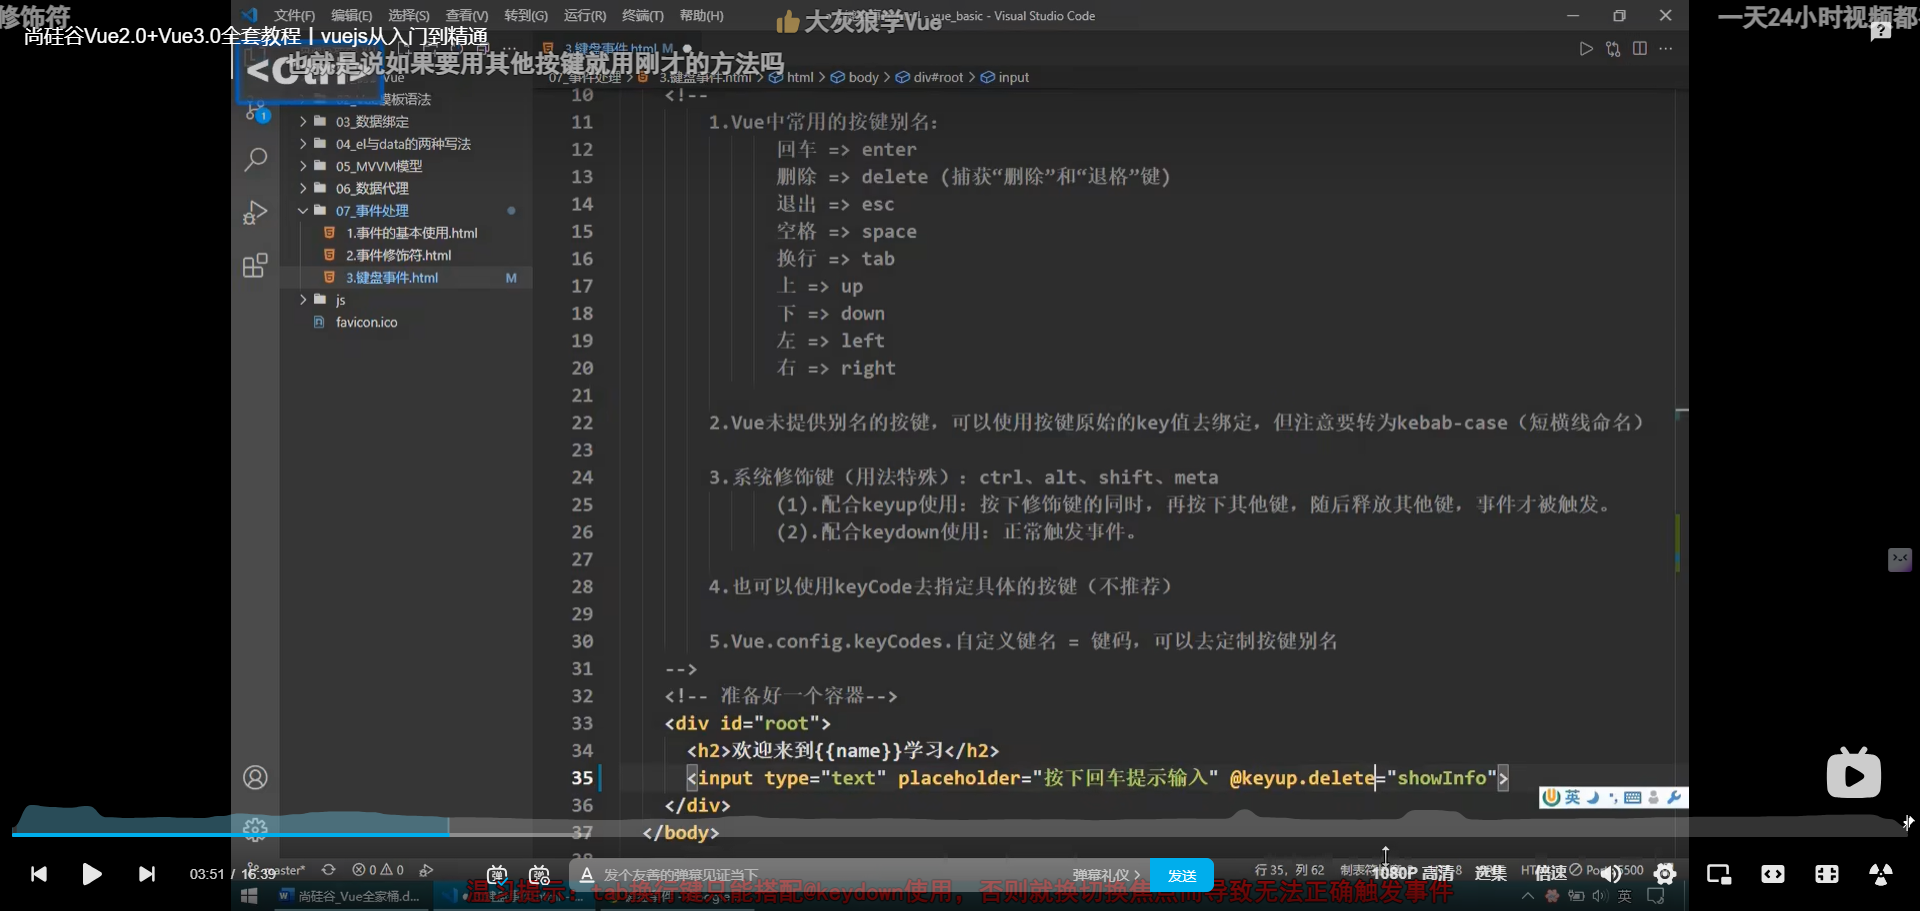 修饰符
文件(F) 编辑(E) 选择(S) 查看(V) 转到(G) 运行(R) 终端(T) 帮助(H)
vue_basic - Visual Studio Code
大灰狼学Vue
一天24小时视频都
尚硅谷Vue2.0+Vue3.0全套教程丨vuejs从入门到精通
3.键盘事件.html M
也就是说如果要用其他按键就用刚才的方法吗
07_事件处理 > 3.键盘事件.html > html > body > div#root > input
模板语法
03_数据绑定
04_el与data的两种写法
05_MVVM模型
06_数据代理
07_事件处理
1.事件的基本使用.html
2.事件修饰符.html
3.键盘事件.html M
js
favicon.ico
10 <!--
11 1.Vue中常用的按键别名：
12 回车 => enter
13 删除 => delete (捕获“删除”和“退格”键)
14 退出 => esc
15 空格 => space
16 换行 => tab
17 上 => up
18 下 => down
19 左 => left
20 右 => right
21
22 2.Vue未提供别名的按键，可以使用按键原始的key值去绑定，但注意要转为kebab-case（短横线命名）
23
24 3.系统修饰键（用法特殊）：ctrl、alt、shift、meta
25 (1).配合keyup使用：按下修饰键的同时，再按下其他键，随后释放其他键，事件才被触发。
26 (2).配合keydown使用：正常触发事件。
27
28 4.也可以使用keyCode去指定具体的按键（不推荐）
29
30 5.Vue.config.keyCodes.自定义键名 = 键码，可以去定制按键别名
31 -->
32 <!-- 准备好一个容器-->
33 <div id="root">
34 <h2>欢迎来到{{name}}学习</h2>
35 <input type="text" placeholder="按下回车提示输入" @keyup.delete="showInfo">
36 </div>
37 </body>
英
03:51 / 16:39
master*
0 0
弹 弹
发个友善的弹幕见证当下
弹幕礼仪 >
发送
行 35，列 62
1080P 高清
选集
倍速
尚硅谷_Vue全家桶.d...
温馨提示：tab换行键只能搭配@keydown使用，否则就换切换焦点而导致无法正确触发事件
英